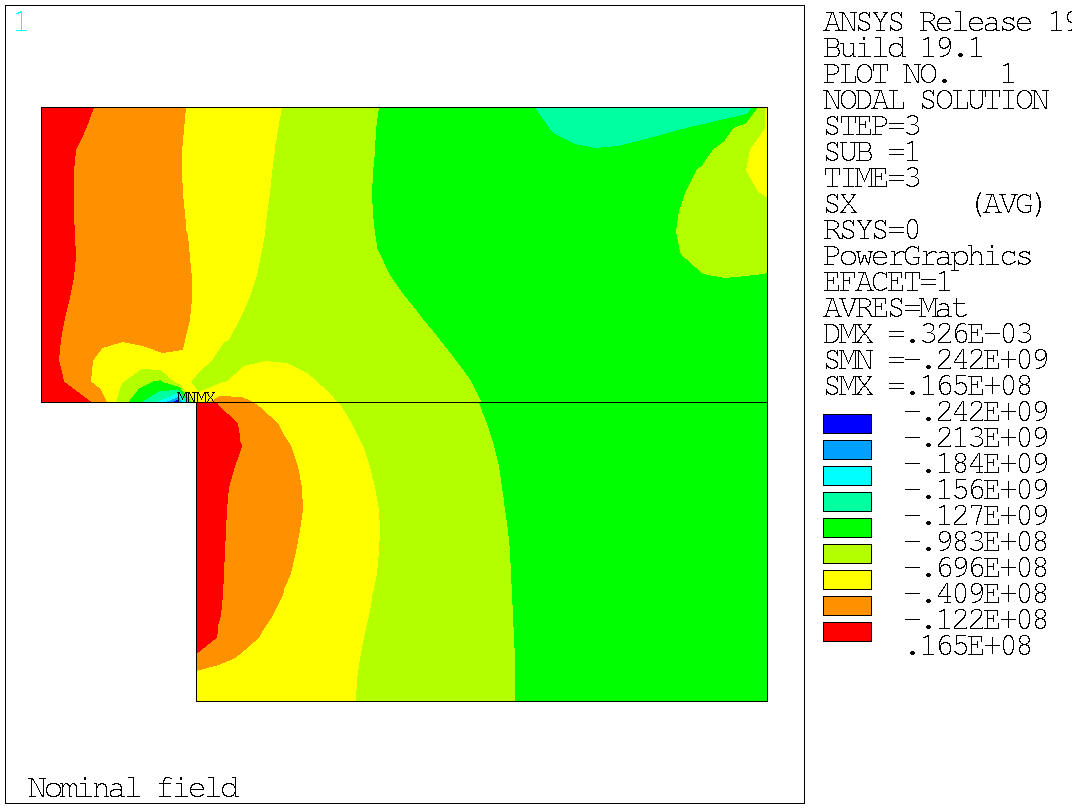 1
ANSYS Release 19
Build 19.1
PLOT NO. 1
NODAL SOLUTION
STEP=3
SUB =1
TIME=3
SX (AVG)
RSYS=0
PowerGraphics
EFACET=1
AVRES=Mat
DMX =.326E-03
SMN =-.242E+09
SMX =.165E+08
-.242E+09
-.213E+09
-.184E+09
-.156E+09
-.127E+09
-.983E+08
-.696E+08
-.409E+08
-.122E+08
.165E+08
MNMX
Nominal field